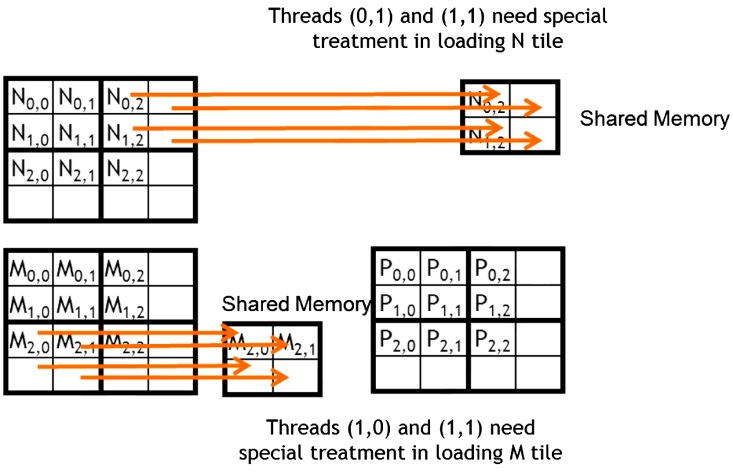 Threads (0,1) and (1,1) need special
treatment in loading N tile
N0,0 N0,1 N0,2
N1,0 N1,1 N1,2
N2,0 N2,1 N2,2
N0,2
N1,2
Shared Memory
M0,0 M0,1 M0,2
M1,0 M1,1 M1,2
M2,0 M2,1 M2,2
Shared Memory
M2,0 M2,1
P0,0 P0,1 P0,2
P1,0 P1,1 P1,2
P2,0 P2,1 P2,2
Threads (1,0) and (1,1) need
special treatment in loading M tile